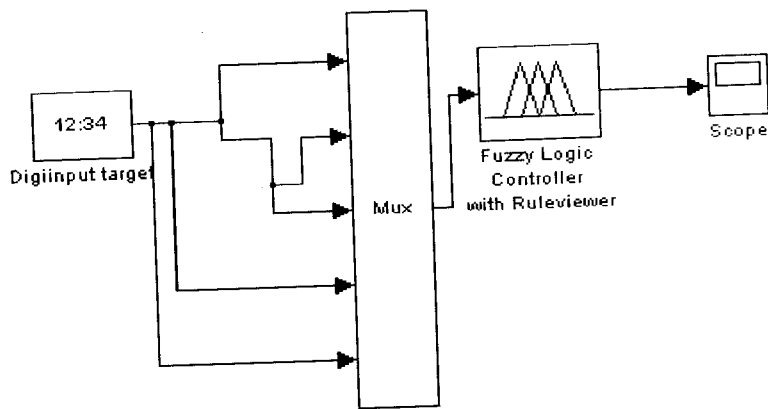 12:34
Digiinput target
Mux
Fuzzy Logic
Controller
with Ruleviewer
Scope